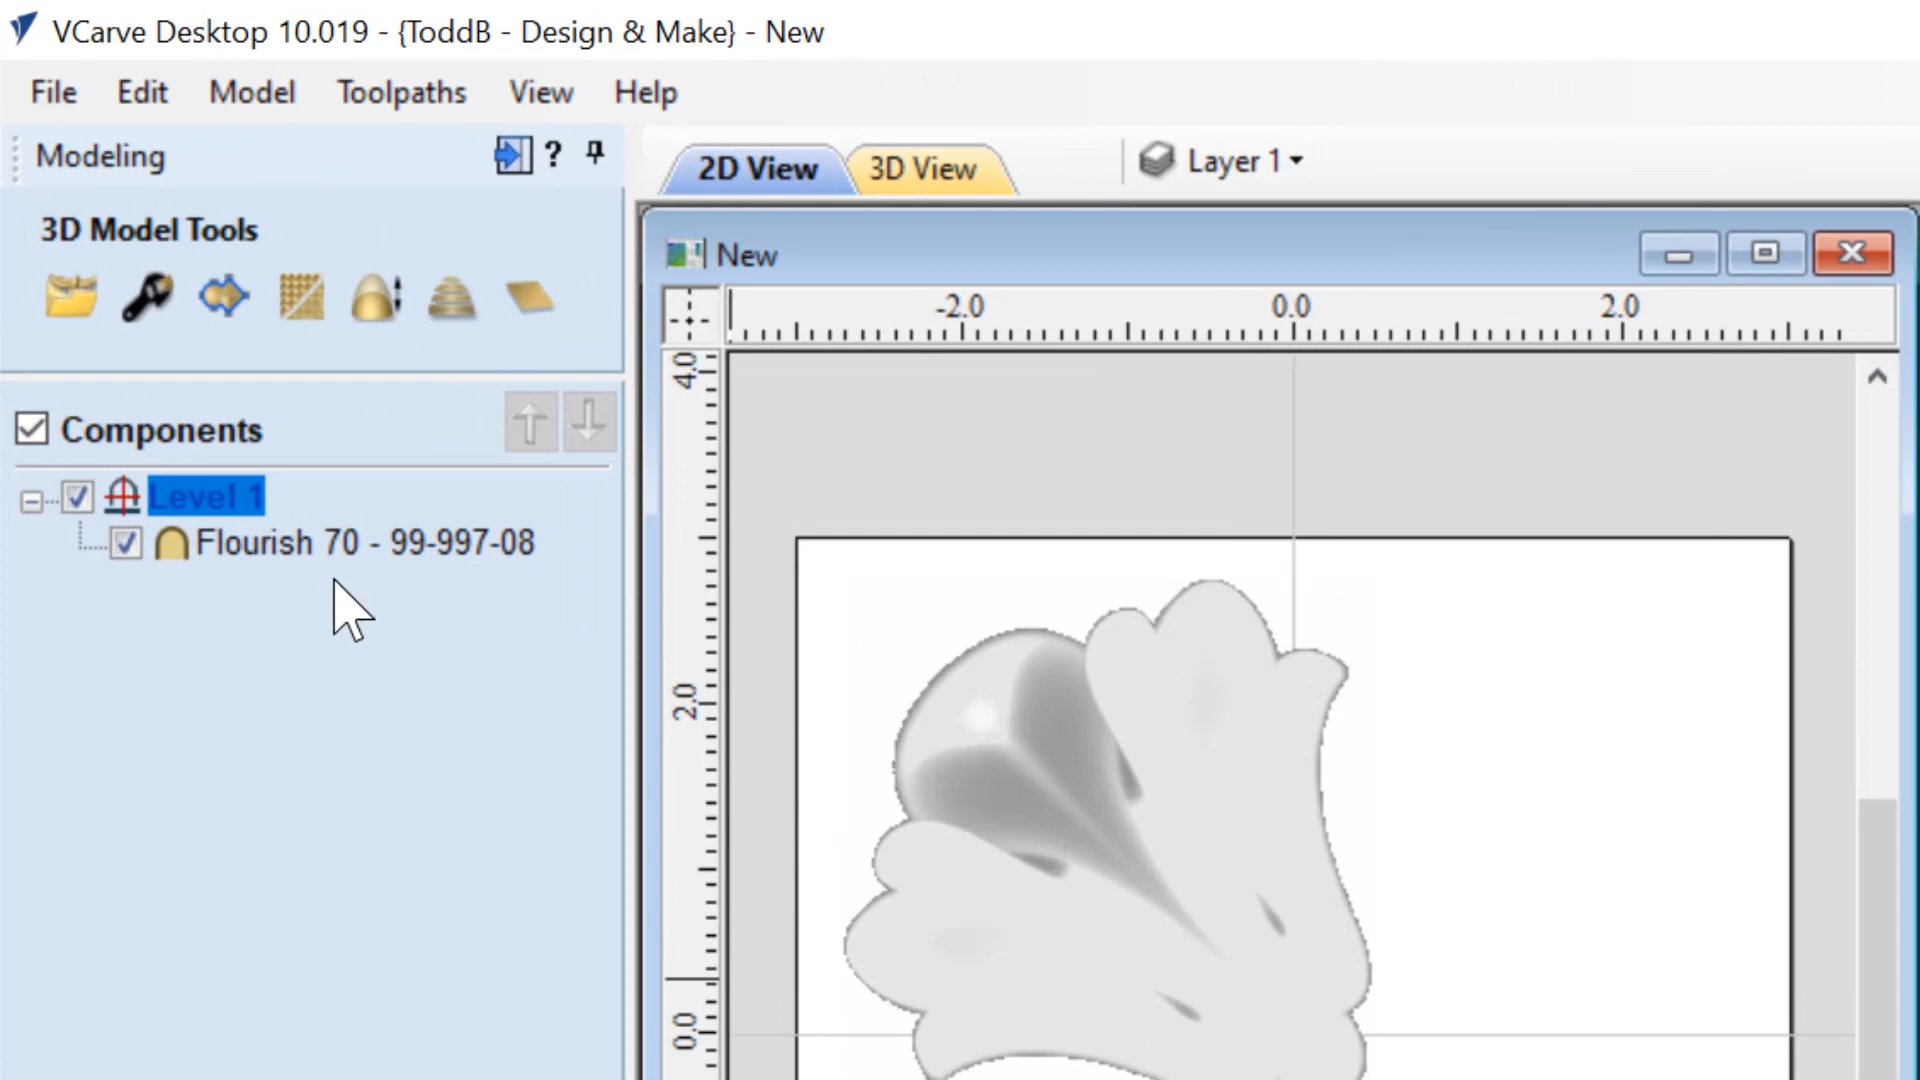 VCarve Desktop 10.019 - {ToddB - Design & Make} - New
File Edit Model Toolpaths View Help
Modeling ?
2D View 3D View Layer 1
3D Model Tools
New
-2.0 0.0 2.0
4.0
Components
Level 1
Flourish 70 - 99-997-08
2.0
0.0